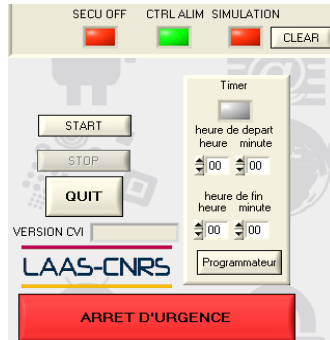 SECU OFF CTRL ALIM SIMULATION
CLEAR
START
STOP
QUIT
VERSION CVI
LAAS-CNRS
Timer
heure de depart
heure minute
00 00
heure de fin
heure minute
00 00
Programmateur
ARRET D'URGENCE